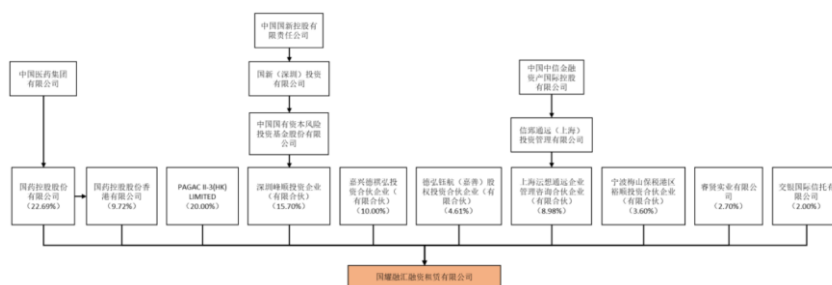 中国国新控股有
限责任公司
中国医药集团
有限公司
国新（深圳）投资
有限公司
中国中信金融
资产国际控股
有限公司
中国国有资本风险
投资基金股份有限
公司
信郅通远（上海）
投资管理有限公司
国药控股股份
有限公司
（22.69%）
国药控股股份香
港有限公司
（9.72%）
PAGAC II-3(HK)
LIMITED
（20.00%）
深圳峰顺投资企业
（有限合伙）
（15.70%）
嘉兴德祺弘投
资合伙企业（
有限合伙）
（10.00%）
德弘钰航（嘉善）股
权投资合伙企业（有
限合伙）
（4.61%）
上海沄想通远企业
管理咨询合伙企业
（有限合伙）
（8.98%）
宁波梅山保税港区
裕顺投资合伙企业
（有限合伙）
（3.60%）
睿贤实业有限公
司
（2.70%）
交银国际信托有
限公司
（2.00%）
国耀融汇融资租赁有限公司